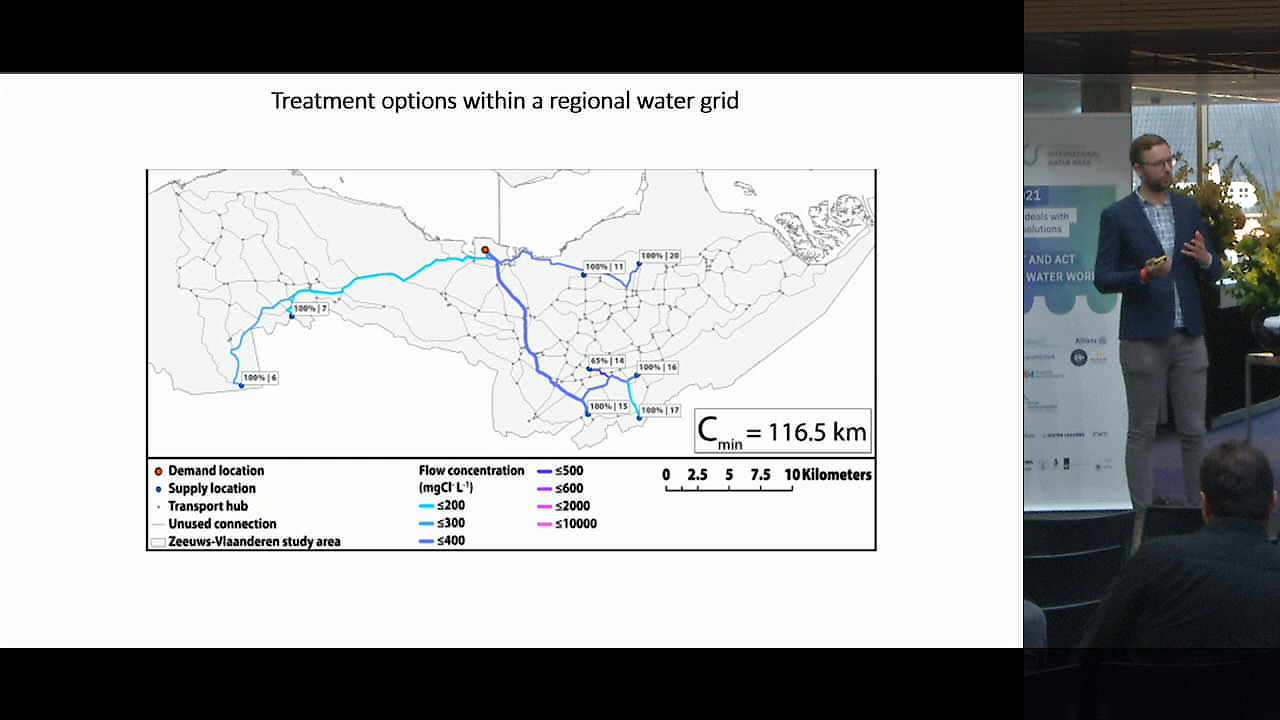 Treatment options within a regional water grid
100% | 11
100% | 20
100% | 7
65% | 14
100% | 16
100% | 6
100% | 15
100% | 17
Cmin = 116.5 km
Demand location
Supply location
Transport hub
Unused connection
Zeeuws-Vlaanderen study area
Flow concentration
(mgCl⁻ L⁻¹)
≤200
≤300
≤400
≤500
≤600
≤2000
≤10000
0 2.5 5 7.5 10 Kilometers
INTERNATIONAL
WATER WEEK
21
deals with
solutions
AND ACT
WATER WOR
Allianz